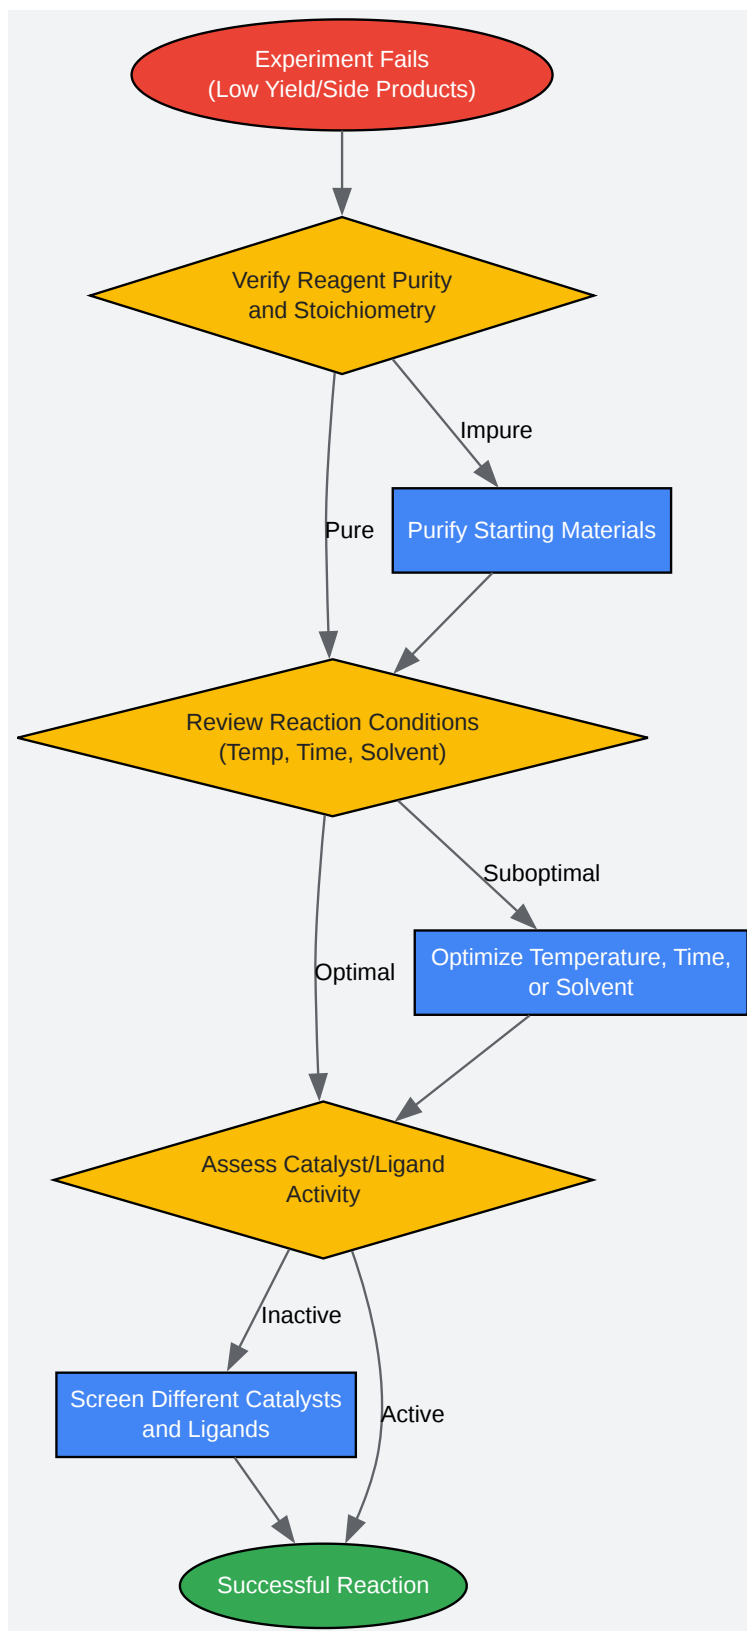 Experiment Fails
(Low Yield/Side Products)
Verify Reagent Purity
and Stoichiometry
Impure
Pure
Purify Starting Materials
Review Reaction Conditions
(Temp, Time, Solvent)
Suboptimal
Optimal
Optimize Temperature, Time,
or Solvent
Assess Catalyst/Ligand
Activity
Inactive
Screen Different Catalysts
and Ligands
Active
Successful Reaction